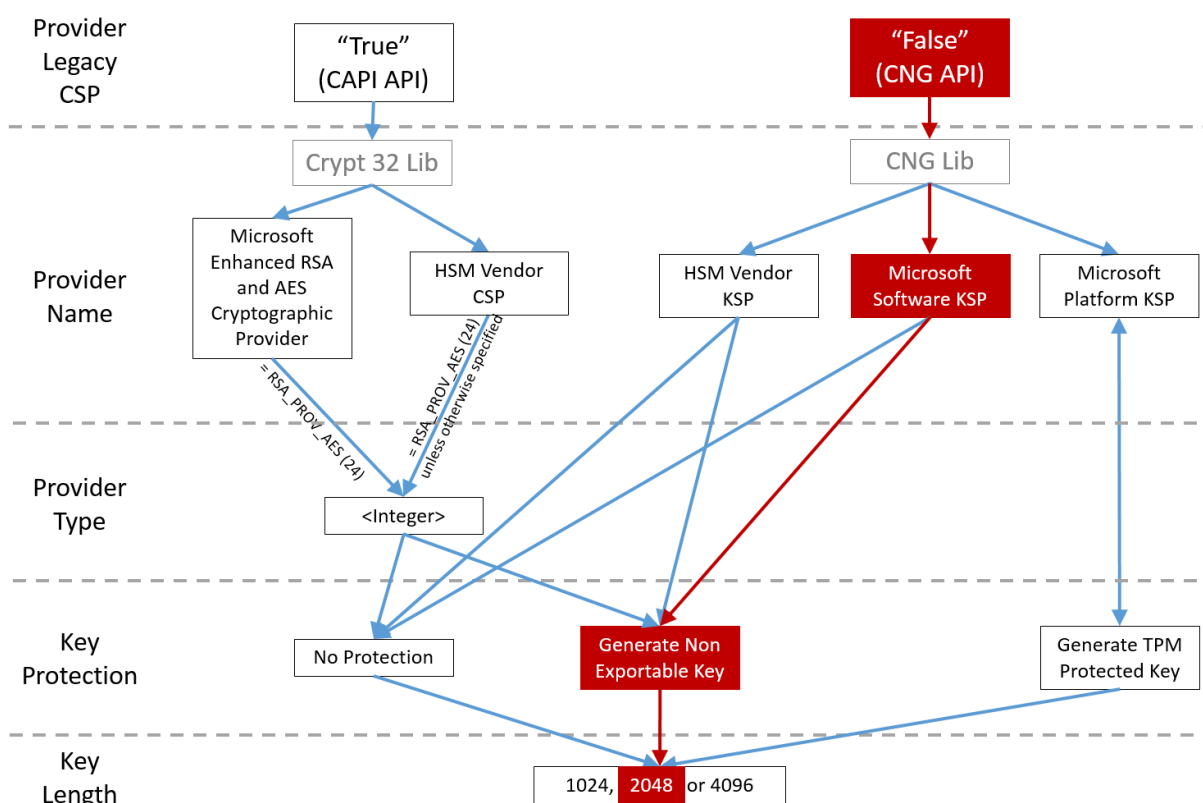 Provider
Legacy
CSP
“True”
(CAPI API)
“False”
(CNG API)
Crypt 32 Lib
CNG Lib
Provider
Name
Microsoft
Enhanced RSA
and AES
Cryptographic
Provider
HSM Vendor
CSP
HSM Vendor
KSP
Microsoft
Software KSP
Microsoft
Platform KSP
= RSA_PROV_AES (24)
= RSA_PROV_AES (24)
unless otherwise specified
Provider
Type
<Integer>
Key
Protection
No Protection
Generate Non
Exportable Key
Generate TPM
Protected Key
Key
Length
1024, 2048 or 4096